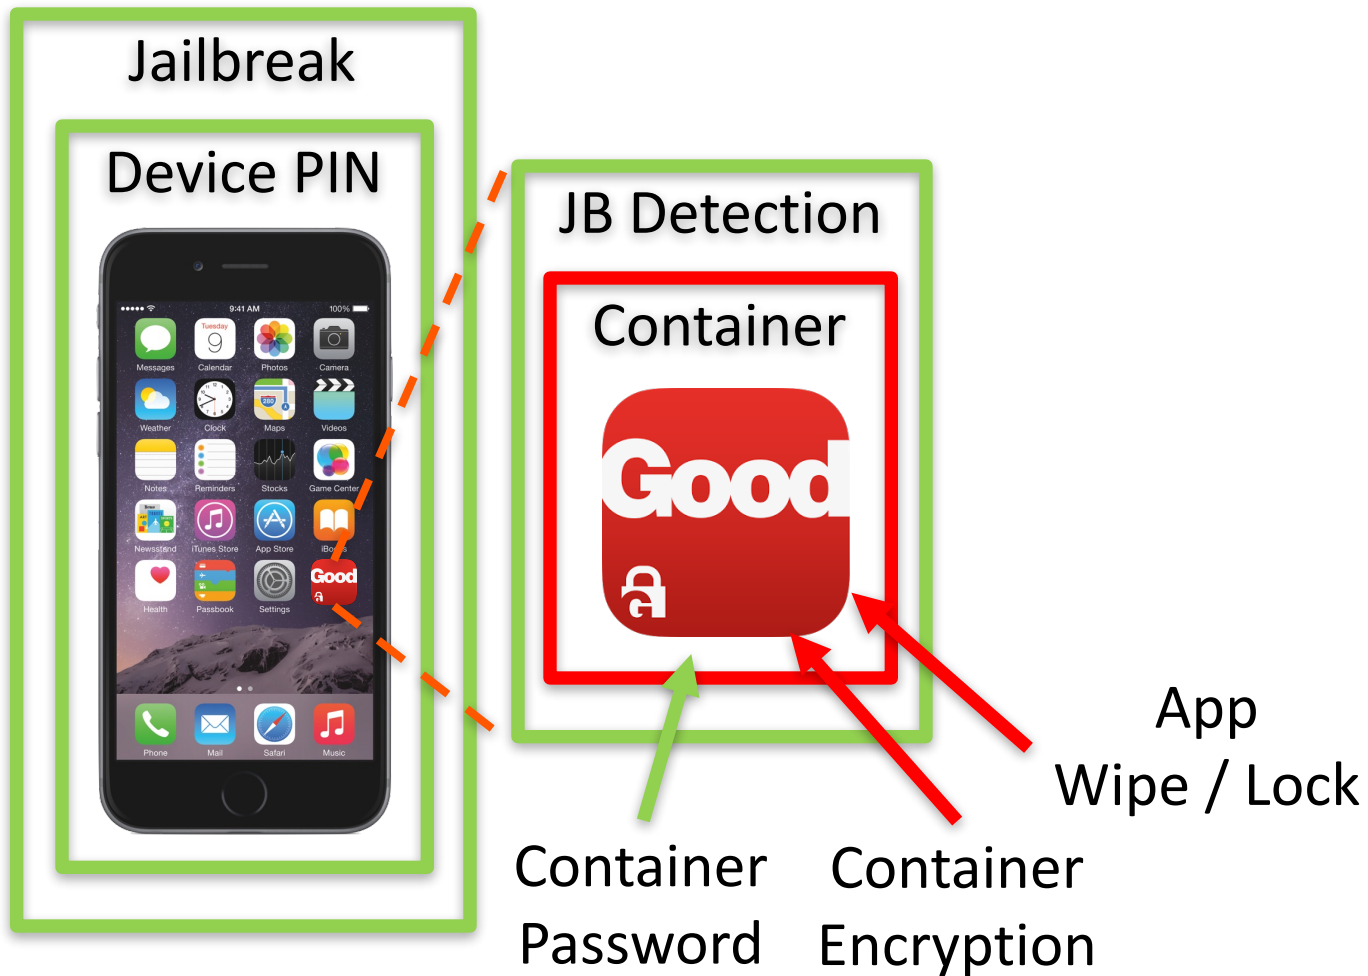 Jailbreak
Device PIN
9:41 AM
100%
Tuesday
9
Messages
Calendar
Photos
Camera
280
Weather
Clock
Maps
Videos
Notes
Reminders
Stocks
Game Center
Newsstand
iTunes Store
App Store
iBooks
Good
Health
Passbook
Settings
Phone
Mail
Safari
Music
JB Detection
Container
Good
App
Wipe / Lock
Container
Password
Container
Encryption